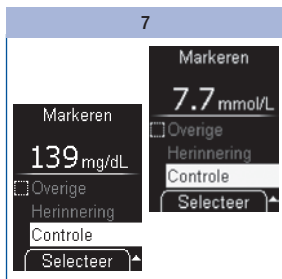 7
Markeren
139 mg/dL
Overige
Herinnering
Controle
Selecteer
Markeren
7.7 mmol/L
Overige
Herinnering
Controle
Selecteer